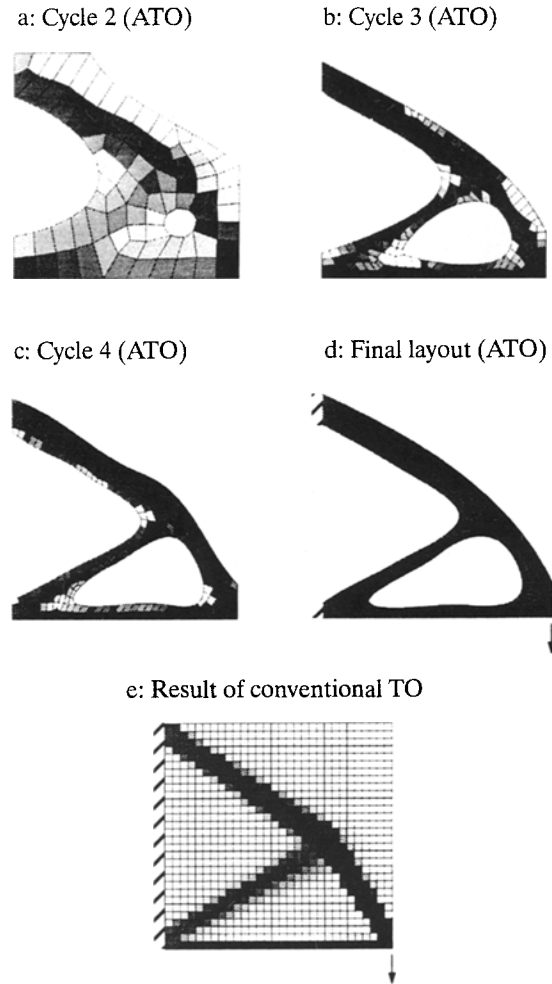 a: Cycle 2 (ATO)
b: Cycle 3 (ATO)
c: Cycle 4 (ATO)
d: Final layout (ATO)
e: Result of conventional TO